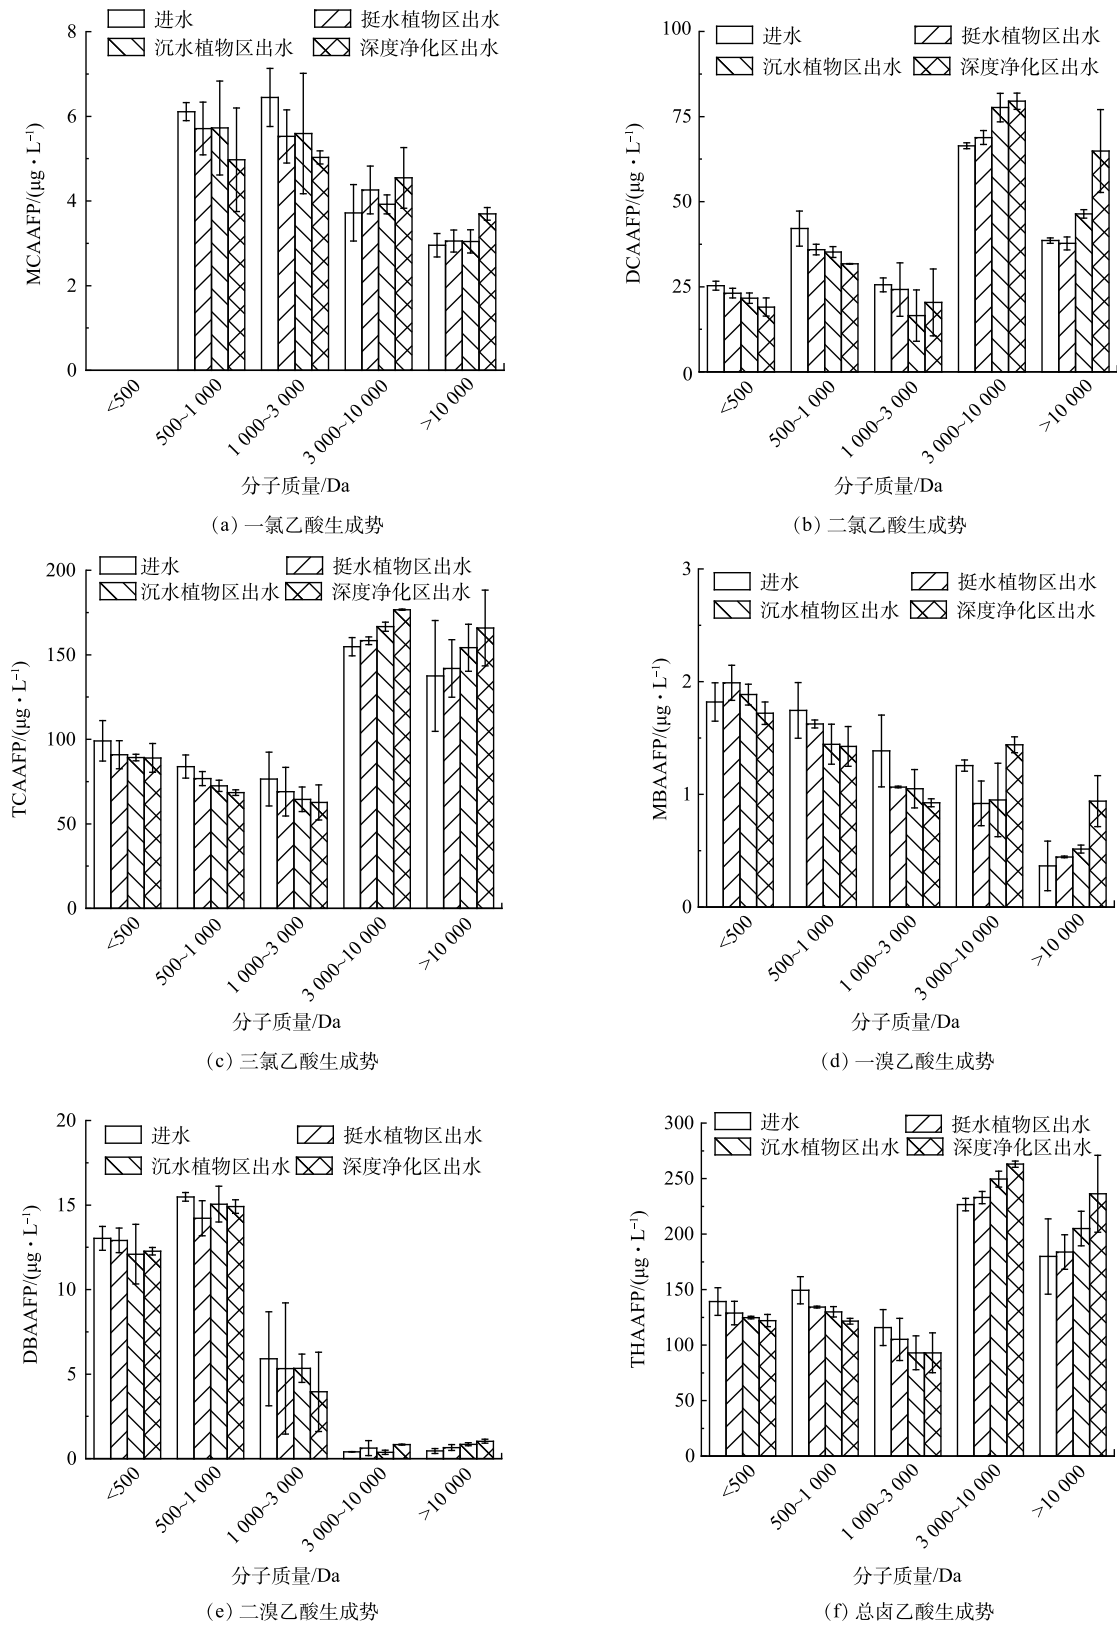 进水
挺水植物区出水
沉水植物区出水
深度净化区出水
8
6
4
2
0
MCAAFP/(μg·L⁻¹)
<500
500~1 000
1 000~3 000
3 000~10 000
>10 000
分子质量/Da
(a) 一氯乙酸生成势
进水
挺水植物区出水
沉水植物区出水
深度净化区出水
100
75
50
25
0
DCAAFP/(μg·L⁻¹)
<500
500~1 000
1 000~3 000
3 000~10 000
>10 000
分子质量/Da
(b) 二氯乙酸生成势
进水
挺水植物区出水
沉水植物区出水
深度净化区出水
200
150
100
50
0
TCAAFP/(μg·L⁻¹)
<500
500~1 000
1 000~3 000
3 000~10 000
>10 000
分子质量/Da
(c) 三氯乙酸生成势
进水
挺水植物区出水
沉水植物区出水
深度净化区出水
3
2
1
0
MBAAFP/(μg·L⁻¹)
<500
500~1 000
1 000~3 000
3 000~10 000
>10 000
分子质量/Da
(d) 一溴乙酸生成势
进水
挺水植物区出水
沉水植物区出水
深度净化区出水
20
15
10
5
0
DBAAFP/(μg·L⁻¹)
<500
500~1 000
1 000~3 000
3 000~10 000
>10 000
分子质量/Da
(e) 二溴乙酸生成势
进水
挺水植物区出水
沉水植物区出水
深度净化区出水
300
250
200
150
100
50
0
THAAFP/(μg·L⁻¹)
<500
500~1 000
1 000~3 000
3 000~10 000
>10 000
分子质量/Da
(f) 总卤乙酸生成势